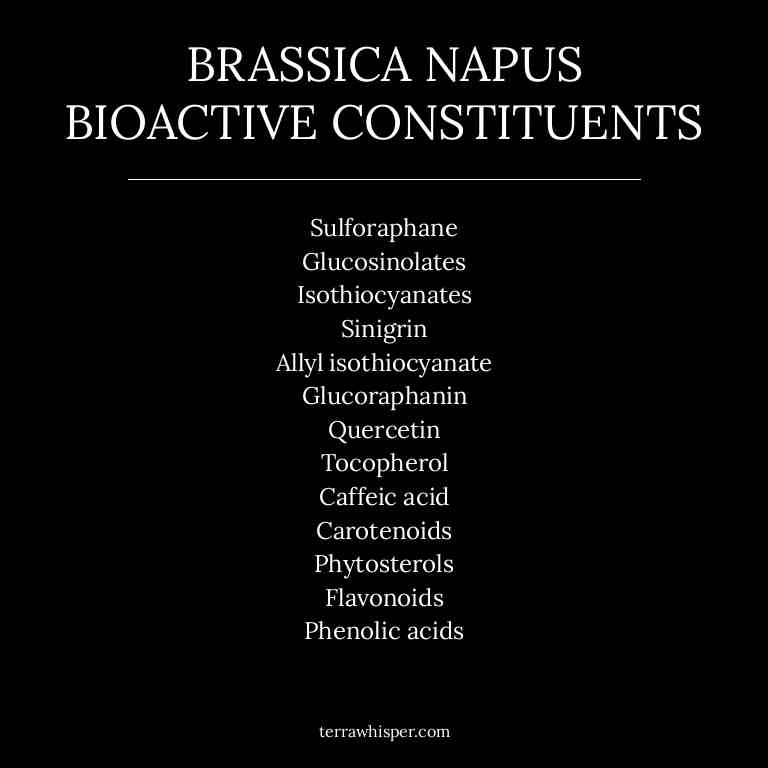 BRASSICA NAPUS
BIOACTIVE CONSTITUENTS
Sulforaphane
Glucosinolates
Isothiocyanates
Sinigrin
Allyl isothiocyanate
Glucoraphanin
Quercetin
Tocopherol
Caffeic acid
Carotenoids
Phytosterols
Flavonoids
Phenolic acids
terrawhisper.com